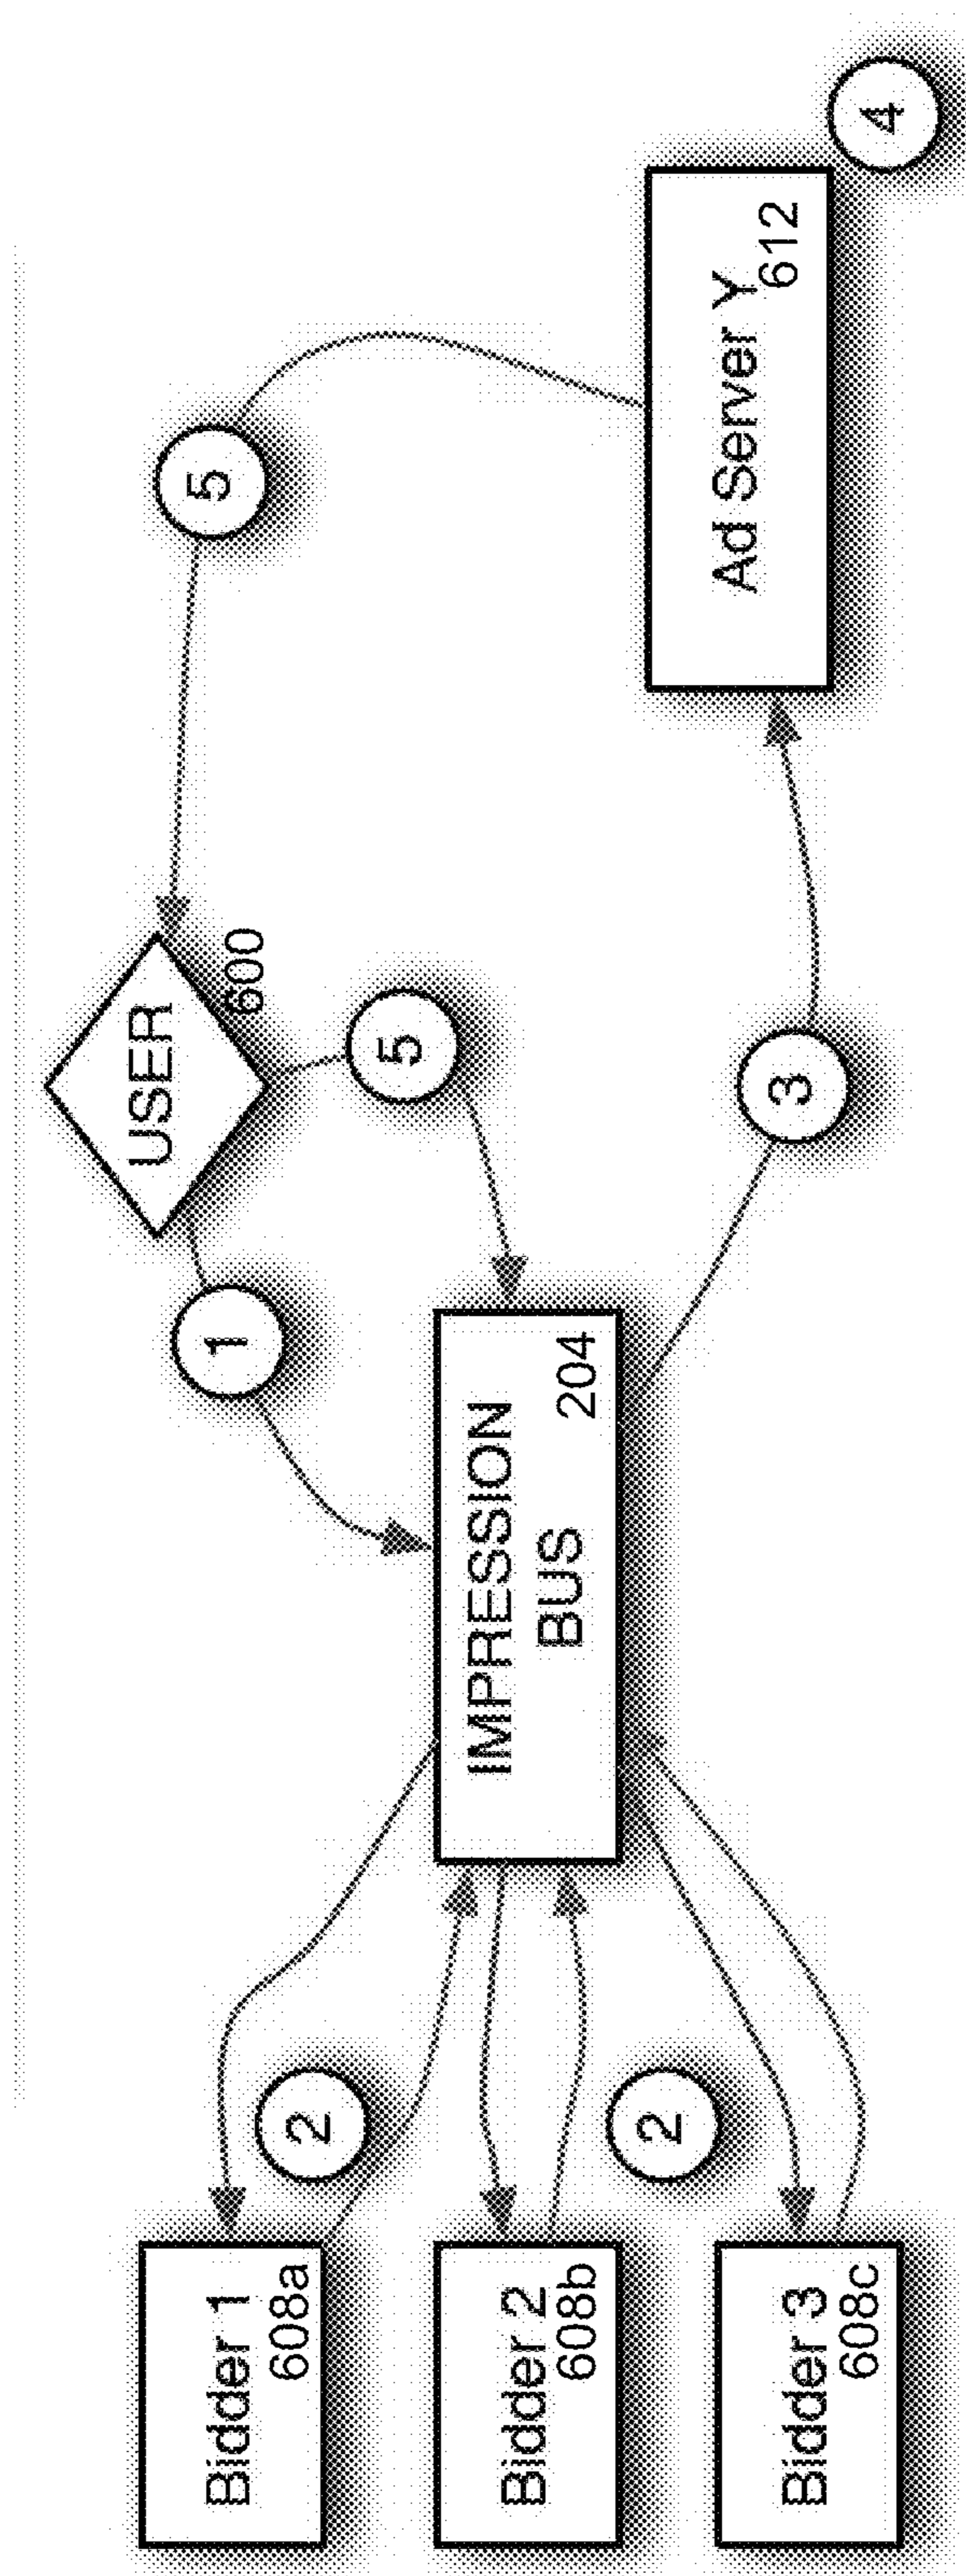 USER
600
1
5
5
IMPRESSION
BUS
204
Bidder 1
608a
2
Bidder 2
608b
2
Bidder 3
608c
3
Ad Server Y
612
4